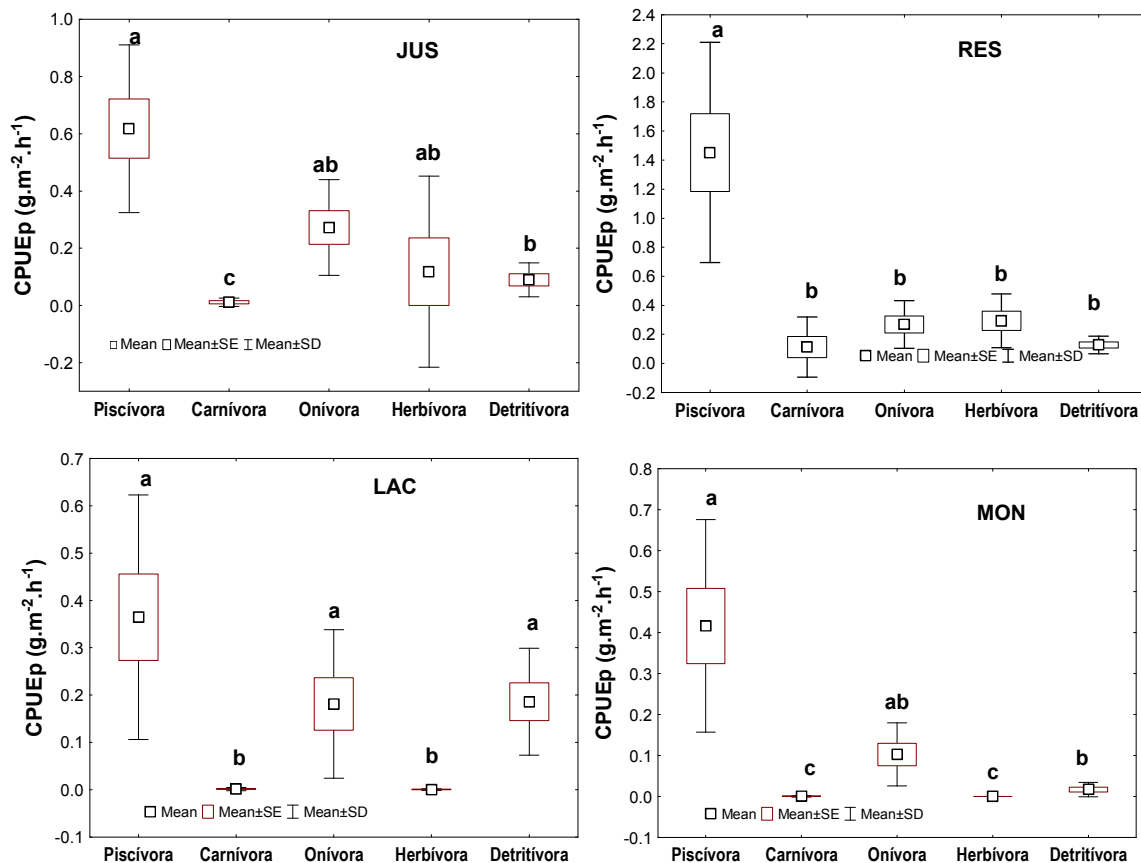 JUS
CPUEp (g.m-2.h-1)
1.0
0.8
0.6
0.4
0.2
0.0
-0.2
a
c
ab
ab
b
Mean Mean±SE Mean±SD
Piscívora Carnívora Onívora Herbívora Detritívora
RES
CPUEp (g.m-2.h-1)
2.4
2.2
2.0
1.8
1.6
1.4
1.2
1.0
0.8
0.6
0.4
0.2
0.0
-0.2
a
b
b
b
b
Mean Mean±SE Mean±SD
Piscívora Carnívora Onívora Herbívora Detritívora
LAC
CPUEp (g.m-2.h-1)
0.7
0.6
0.5
0.4
0.3
0.2
0.1
0.0
-0.1
a
b
a
b
a
Mean Mean±SE Mean±SD
Piscívora Carnívora Onívora Herbívora Detritívora
MON
CPUEp (g.m-2.h-1)
0.8
0.7
0.6
0.5
0.4
0.3
0.2
0.1
0.0
-0.1
a
c
ab
c
b
Mean Mean±SE Mean±SD
Piscívora Carnívora Onívora Herbívora Detritívora